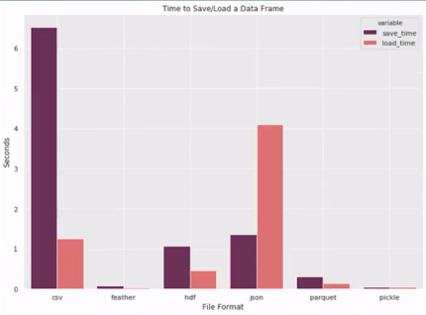 Time to Save/Load a Data Frame
variable
save_time
load_time
Seconds
6
5
4
3
2
1
0
csv feather hdf json parquet pickle
File Format